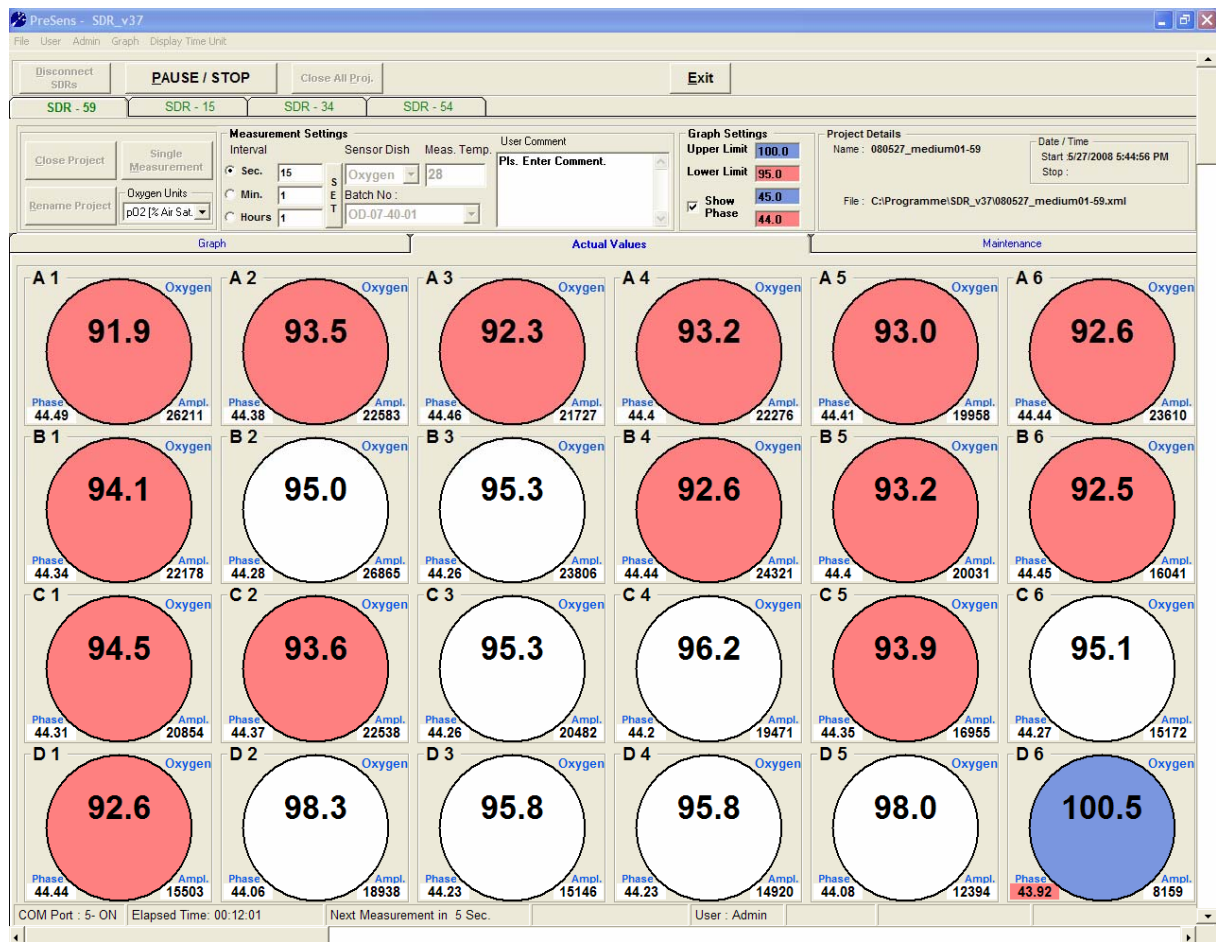 PreSens - SDR_v37
File User Admin Graph Display Time Unit
Disconnect SDRs PAUSE / STOP Close All Proj. Exit
SDR - 59 SDR - 15 SDR - 34 SDR - 54
Close Project Single Measurement
Rename Project Oxygen Units
pO2 [% Air Sat.
Measurement Settings
Interval Sensor Dish Meas. Temp.
Sec. 15 Oxygen 28
Min. 1 Batch No :
Hours 1 OD-07-40-01
SET
User Comment
Pls. Enter Comment.
Graph Settings
Upper Limit 100.0
Lower Limit 95.0
Show Phase 45.0
44.0
Project Details
Name : 080527_medium01-59
Date / Time
Start :5/27/2008 5:44:56 PM
Stop :
File : C:\Programme\SDR_v37\080527_medium01-59.xml
Graph Actual Values Maintenance
A 1 Oxygen A 2 Oxygen A 3 Oxygen A 4 Oxygen A 5 Oxygen A 6 Oxygen
91.9 93.5 92.3 93.2 93.0 92.6
Phase Ampl. Phase Ampl. Phase Ampl. Phase Ampl. Phase Ampl. Phase Ampl.
44.49 26211 44.38 22583 44.46 21727 44.4 22276 44.41 19958 44.44 23610
B 1 Oxygen B 2 Oxygen B 3 Oxygen B 4 Oxygen B 5 Oxygen B 6 Oxygen
94.1 95.0 95.3 92.6 93.2 92.5
Phase Ampl. Phase Ampl. Phase Ampl. Phase Ampl. Phase Ampl. Phase Ampl.
44.34 22178 44.28 26865 44.26 23806 44.44 24321 44.4 20031 44.45 16041
C 1 Oxygen C 2 Oxygen C 3 Oxygen C 4 Oxygen C 5 Oxygen C 6 Oxygen
94.5 93.6 95.3 96.2 93.9 95.1
Phase Ampl. Phase Ampl. Phase Ampl. Phase Ampl. Phase Ampl. Phase Ampl.
44.31 20854 44.37 22538 44.26 20482 44.2 19471 44.35 16955 44.27 15172
D 1 Oxygen D 2 Oxygen D 3 Oxygen D 4 Oxygen D 5 Oxygen D 6 Oxygen
92.6 98.3 95.8 95.8 98.0 100.5
Phase Ampl. Phase Ampl. Phase Ampl. Phase Ampl. Phase Ampl. Phase Ampl.
44.44 15503 44.06 18938 44.23 15146 44.23 14920 44.08 12394 43.92 8159
COM Port : 5- ON Elapsed Time: 00:12:01 Next Measurement in 5 Sec. User : Admin